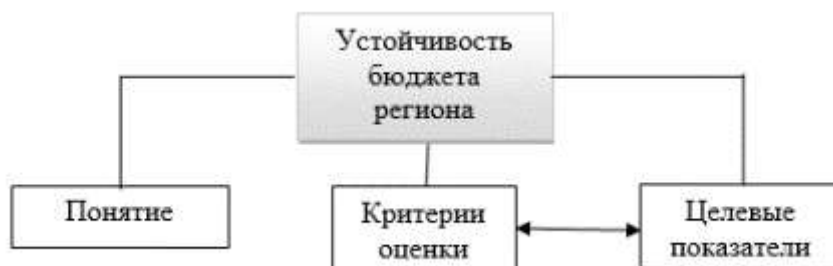 Устойчивость
бюджета
региона
Понятие
Критерии
оценки
Целевые
показатели